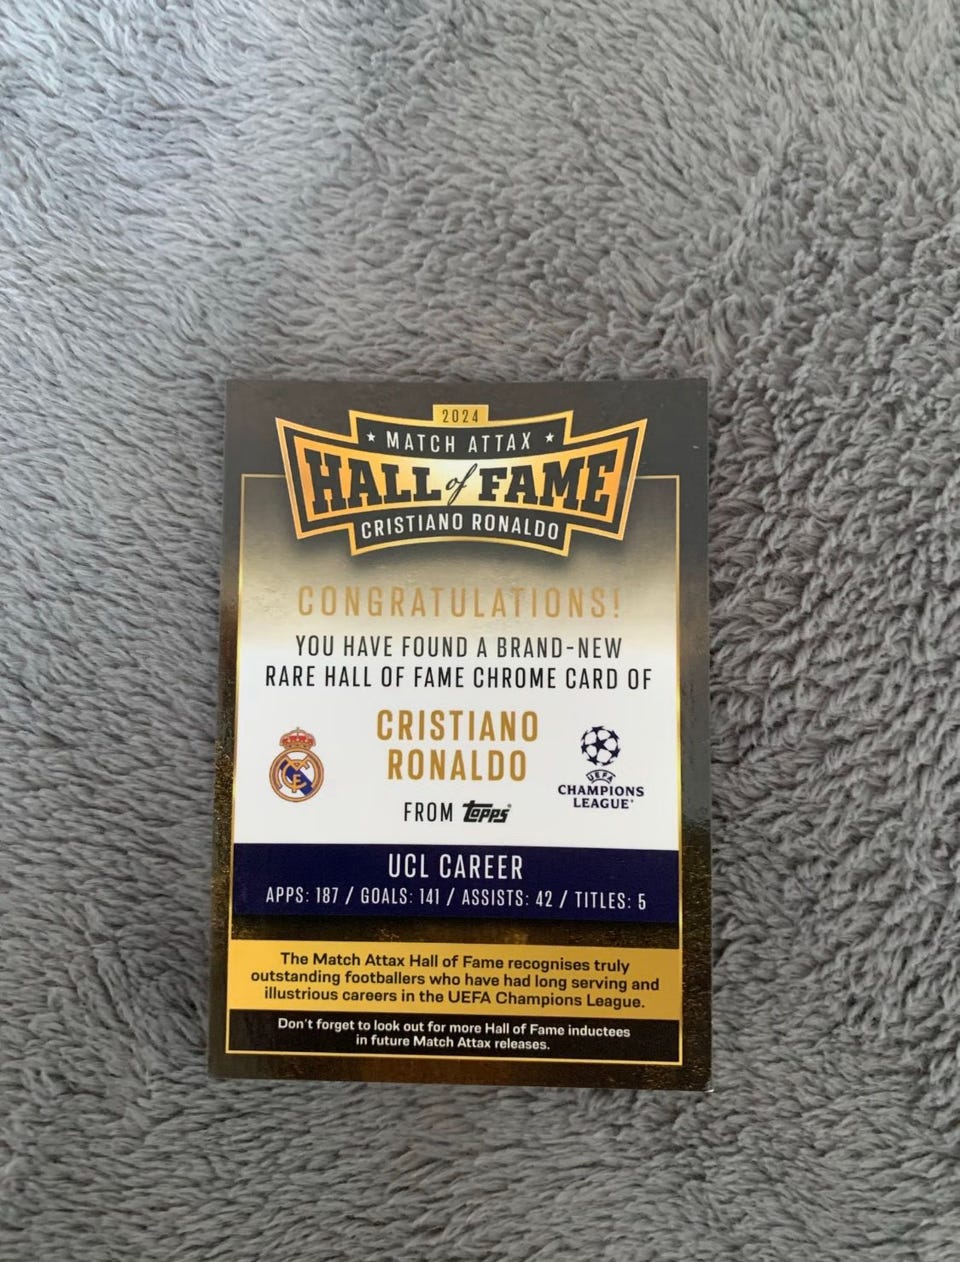 2024
★ MATCH ATTAX ★
HALL of FAME
CRISTIANO RONALDO
CONGRATULATIONS!
YOU HAVE FOUND A BRAND-NEW
RARE HALL OF FAME CHROME CARD OF
CRISTIANO
RONALDO
FROM Topps®
UEFA
CHAMPIONS
LEAGUE®
UCL CAREER
APPS: 187 / GOALS: 141 / ASSISTS: 42 / TITLES: 5
The Match Attax Hall of Fame recognises truly
outstanding footballers who have had long serving and
illustrious careers in the UEFA Champions League.
Don't forget to look out for more Hall of Fame inductees
in future Match Attax releases.